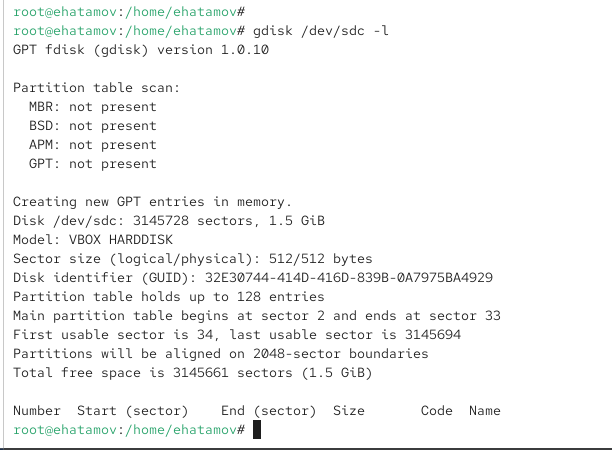 root@ehatamov:/home/ehatamov#
root@ehatamov:/home/ehatamov# gdisk /dev/sdc -l
GPT fdisk (gdisk) version 1.0.10
Partition table scan:
MBR: not present
BSD: not present
APM: not present
GPT: not present
Creating new GPT entries in memory.
Disk /dev/sdc: 3145728 sectors, 1.5 GiB
Model: VBOX HARDDISK
Sector size (logical/physical): 512/512 bytes
Disk identifier (GUID): 32E30744-414D-416D-839B-0A7975BA4929
Partition table holds up to 128 entries
Main partition table begins at sector 2 and ends at sector 33
First usable sector is 34, last usable sector is 3145694
Partitions will be aligned on 2048-sector boundaries
Total free space is 3145661 sectors (1.5 GiB)
Number  Start (sector)    End (sector)  Size       Code  Name
root@ehatamov:/home/ehatamov#